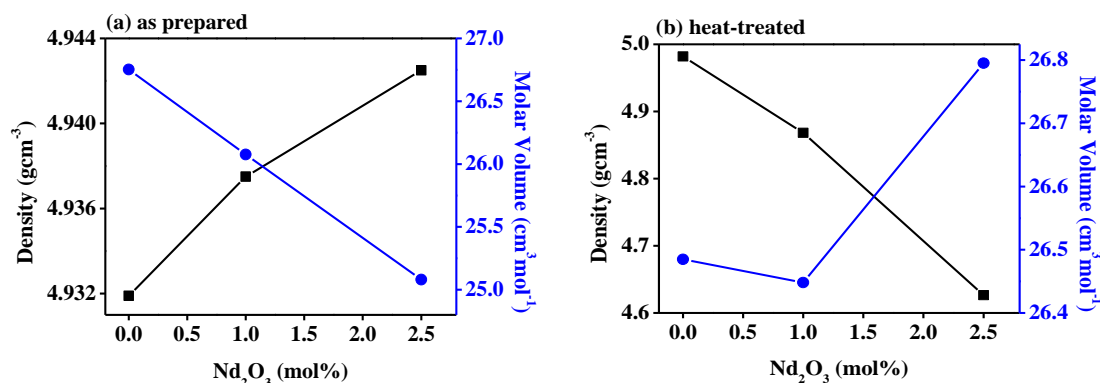 (a) as prepared
4.944
4.940
4.936
4.932
Density (gcm⁻³)
0.0 0.5 1.0 1.5 2.0 2.5
Nd₂O₃ (mol%)
27.0
26.5
26.0
25.5
25.0
Molar Volume (cm³ mol⁻¹)
(b) heat-treated
5.0
4.9
4.8
4.7
4.6
Density (gcm⁻³)
0.0 0.5 1.0 1.5 2.0 2.5
Nd₂O₃ (mol%)
26.8
26.7
26.6
26.5
26.4
Molar Volume (cm³ mol⁻¹)